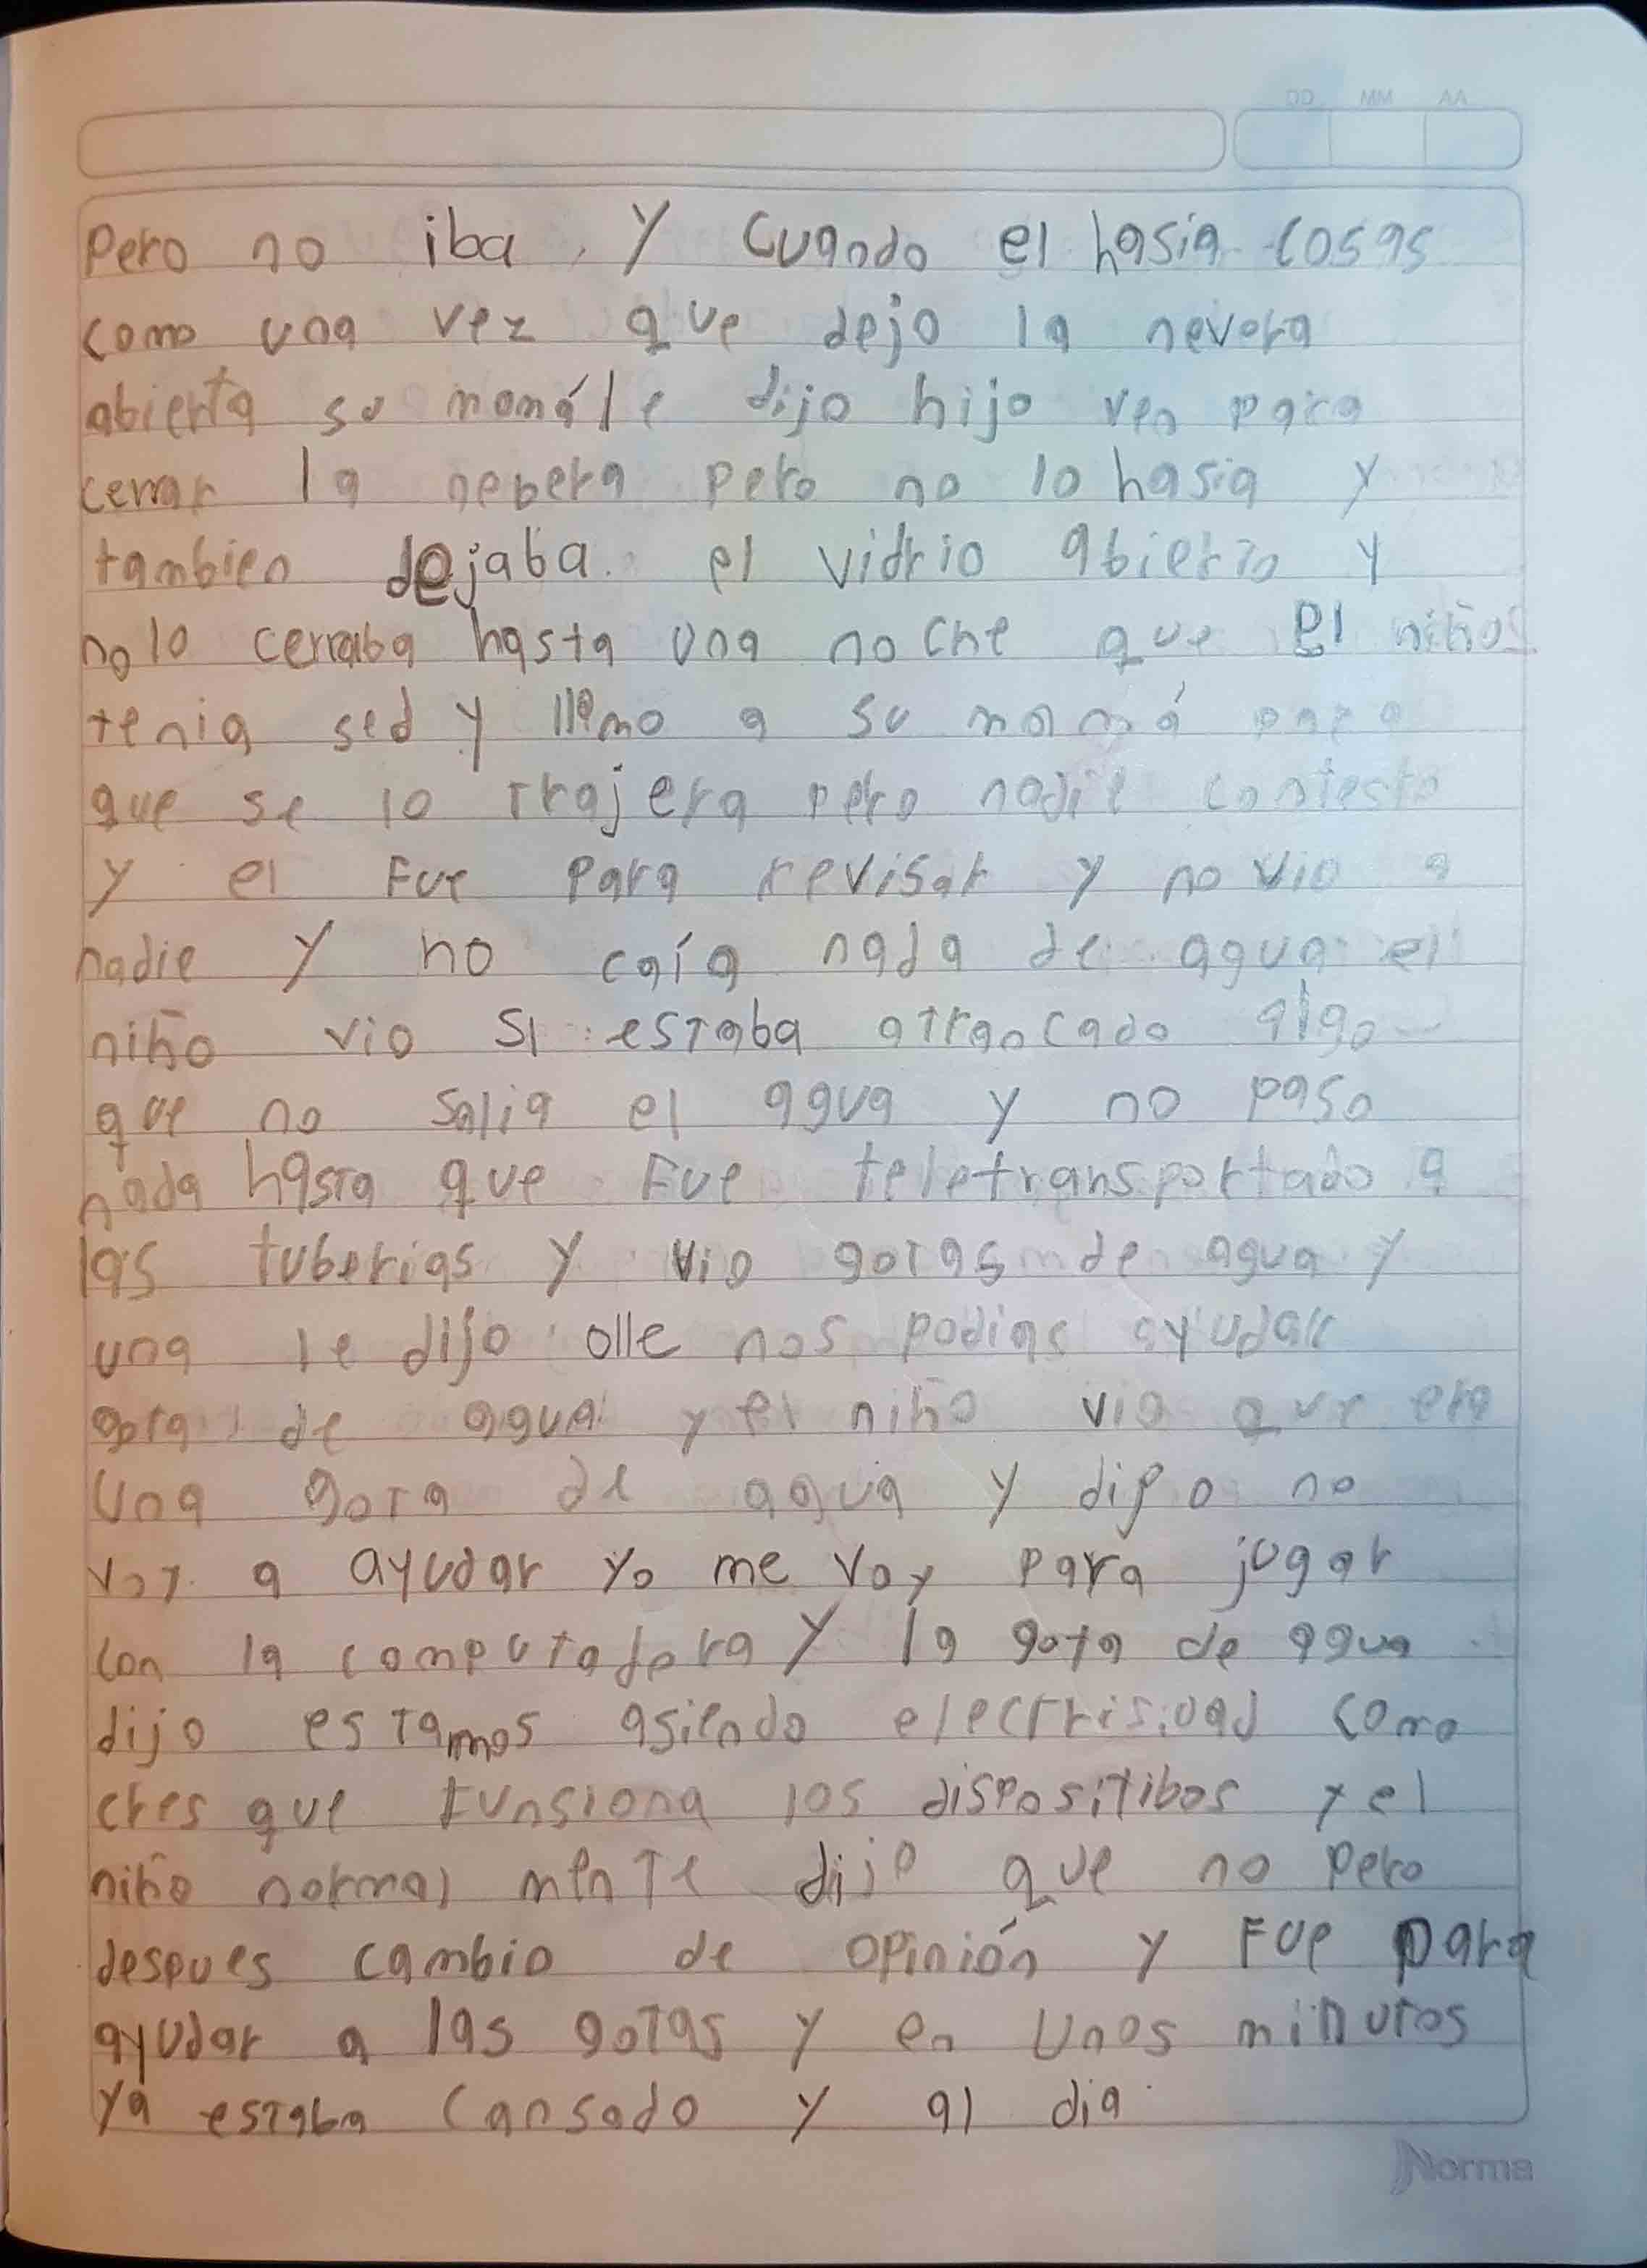 DD MM AA
Pero no iba, y cuando el hasia cosas
como una vez que dejo la nevera
abierta su mamá le dijo hijo ven para
cerrar la nebera pero no lo hasia y
tambien dejaba el vidrio abierto y
no lo cerraba hasta una noche que el niños
tenia sed y llamo a su mamá para
que se lo trajera pero nadie contesto
y el fue para revisar y no vio a
nadie y no caía nada de agua el
niño vio si estaba atrancado algo
que no salia el agua y no paso
nada hasta que fue teletransportado a
las tuberias y vio gotas de agua y
una le dijo olle nos podias ayudar
gota de agua y el niño vio que era
una gota de agua y dijo no
voy a ayudar yo me voy para jugar
con la computadora y la gota de agua
dijo estamos asiendo electrisidad como
cres que funsiona los dispositibos y el
niño normal mente dijo que no pero
despues cambio de opinión y fue para
ayudar a las gotas y en unos minutos
ya estaba cansado y al dia
Norma